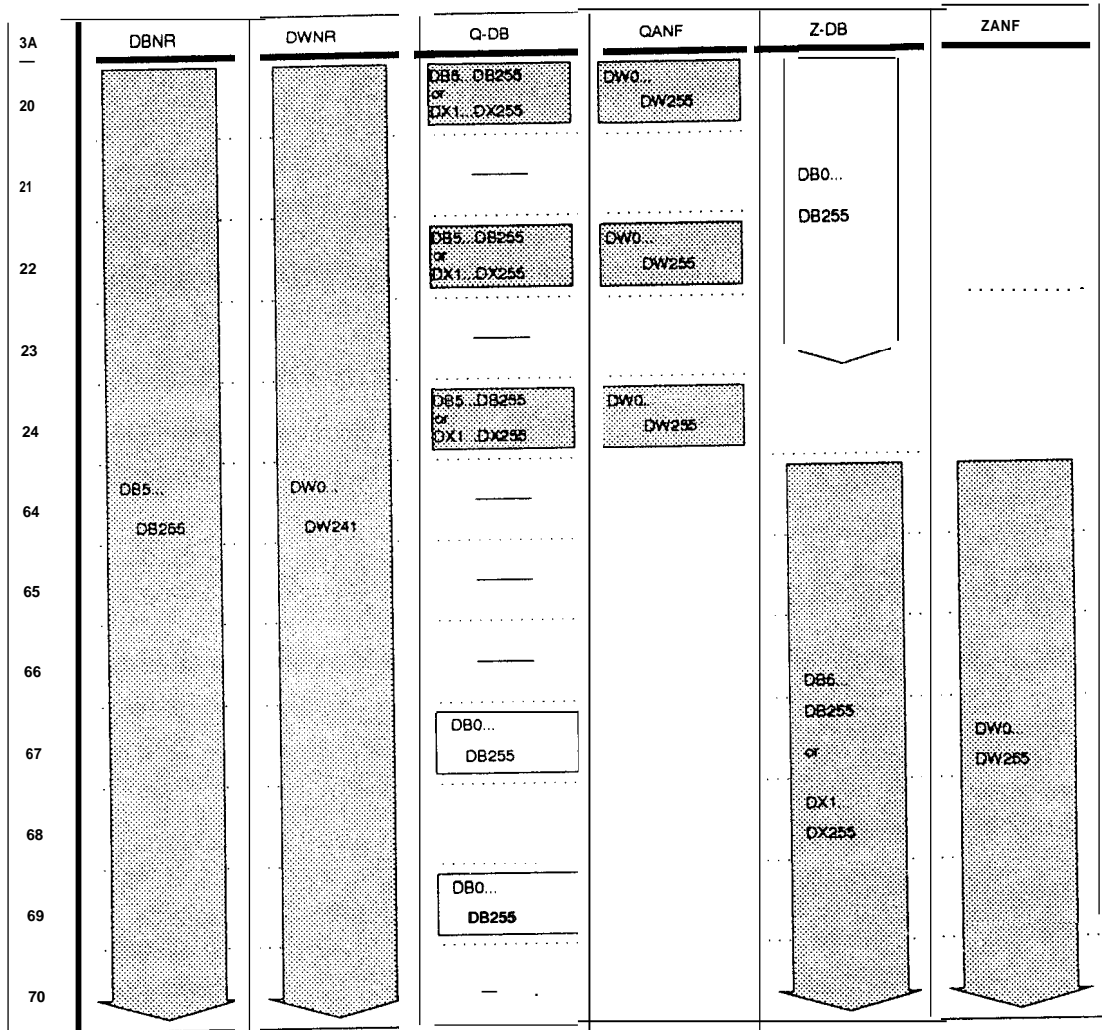 3A DBNR DWNR Q-DB QANF Z-DB ZANF
20
DB5...DB255
or
DX1...DX255
DW0...
DW255
21
—
DB0...
DB255
22
DB5...DB255
or
DX1...DX255
DW0...
DW255
23
—
24
DB5...DB255
or
DX1...DX255
DW0..
DW255
64
DB5...
DB255
DW0...
DW241
—
65
—
66
—
DB5...
DB255
or
DX1...
DX255
67
DB0...
DB255
DW0...
DW255
68
69
DB0...
DB255
70
—